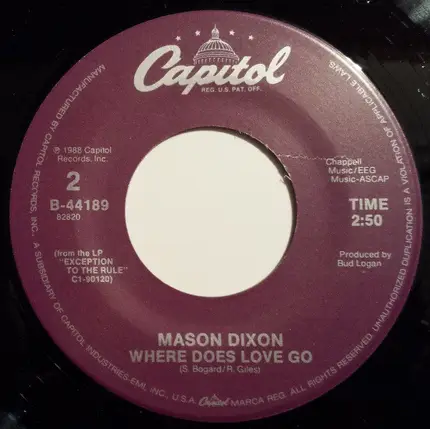 Capitol
REG. U.S. PAT. OFF.
℗ 1988 Capitol
Records, Inc.
2
B-44189
82820
(from the LP
"EXCEPTION
TO THE RULE"
C1-90120)
Chappell
Music/EEG
Music-ASCAP
TIME
2:50
Produced by
Bud Logan
MASON DIXON
WHERE DOES LOVE GO
(S. Bogard/R. Giles)
MANUFACTURED BY CAPITOL RECORDS, INC., A SUBSIDIARY OF CAPITOL INDUSTRIES-EMI, INC., U.S.A. Capitol MARCA REG. ALL RIGHTS RESERVED. UNAUTHORIZED DUPLICATION IS A VIOLATION OF APPLICABLE LAWS.